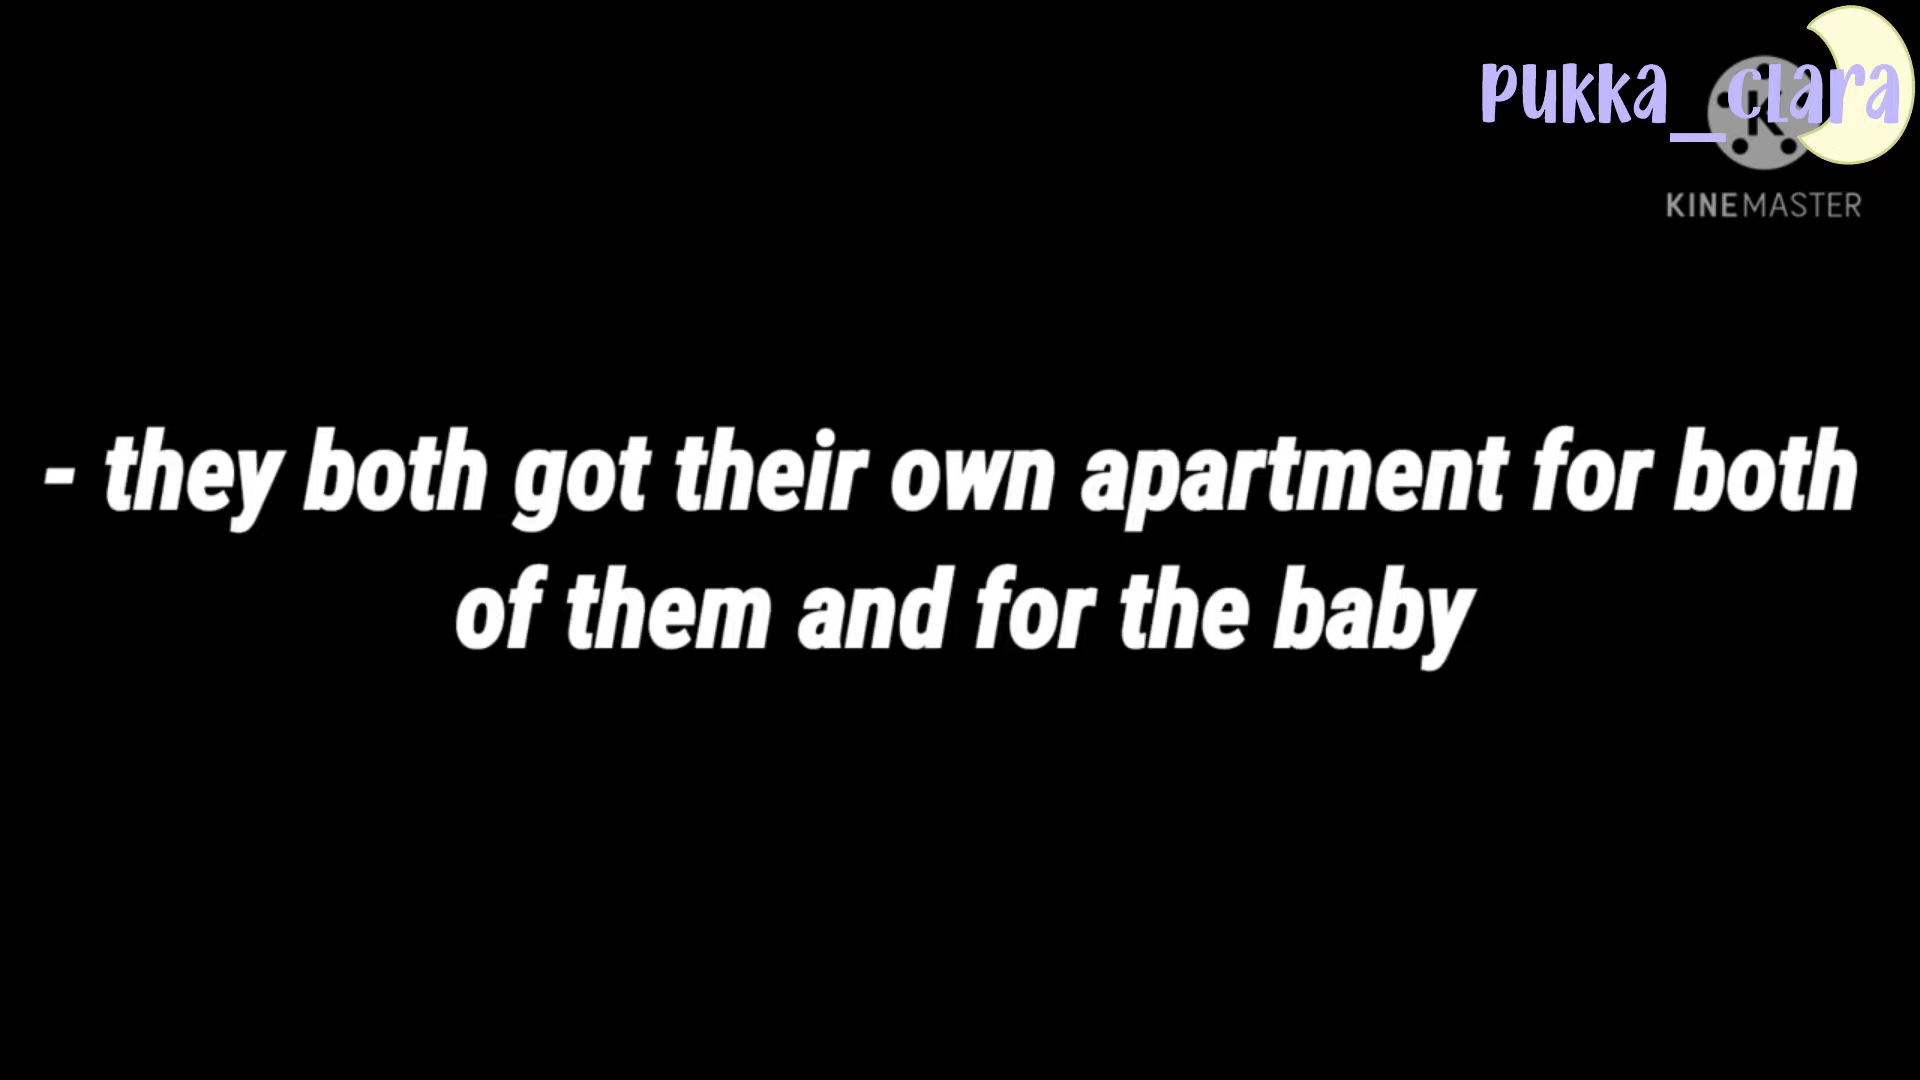 pukka_clara
K
KINEMASTER
- they both got their own apartment for both
of them and for the baby